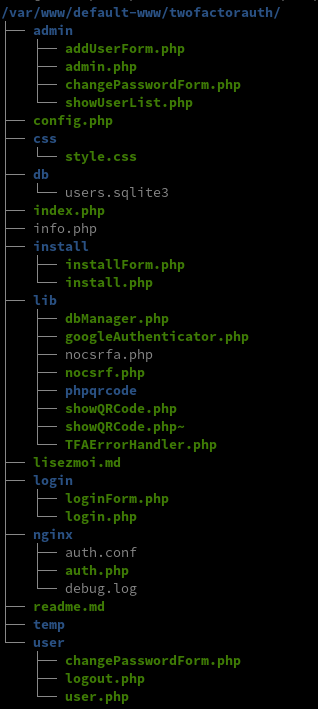 /var/www/default-www/twofactorauth/
├── admin
│   ├── addUserForm.php
│   ├── admin.php
│   ├── changePasswordForm.php
│   └── showUserList.php
├── config.php
├── css
│   └── style.css
├── db
│   └── users.sqlite3
├── index.php
├── info.php
├── install
│   ├── installForm.php
│   └── install.php
├── lib
│   ├── dbManager.php
│   ├── googleAuthenticator.php
│   ├── nocsrfa.php
│   ├── nocsrf.php
│   ├── phpqrcode
│   ├── showQRCode.php
│   ├── showQRCode.php~
│   └── TFAErrorHandler.php
├── lisezmoi.md
├── login
│   ├── loginForm.php
│   └── login.php
├── nginx
│   ├── auth.conf
│   ├── auth.php
│   └── debug.log
├── readme.md
├── temp
└── user
    ├── changePasswordForm.php
    ├── logout.php
    └── user.php